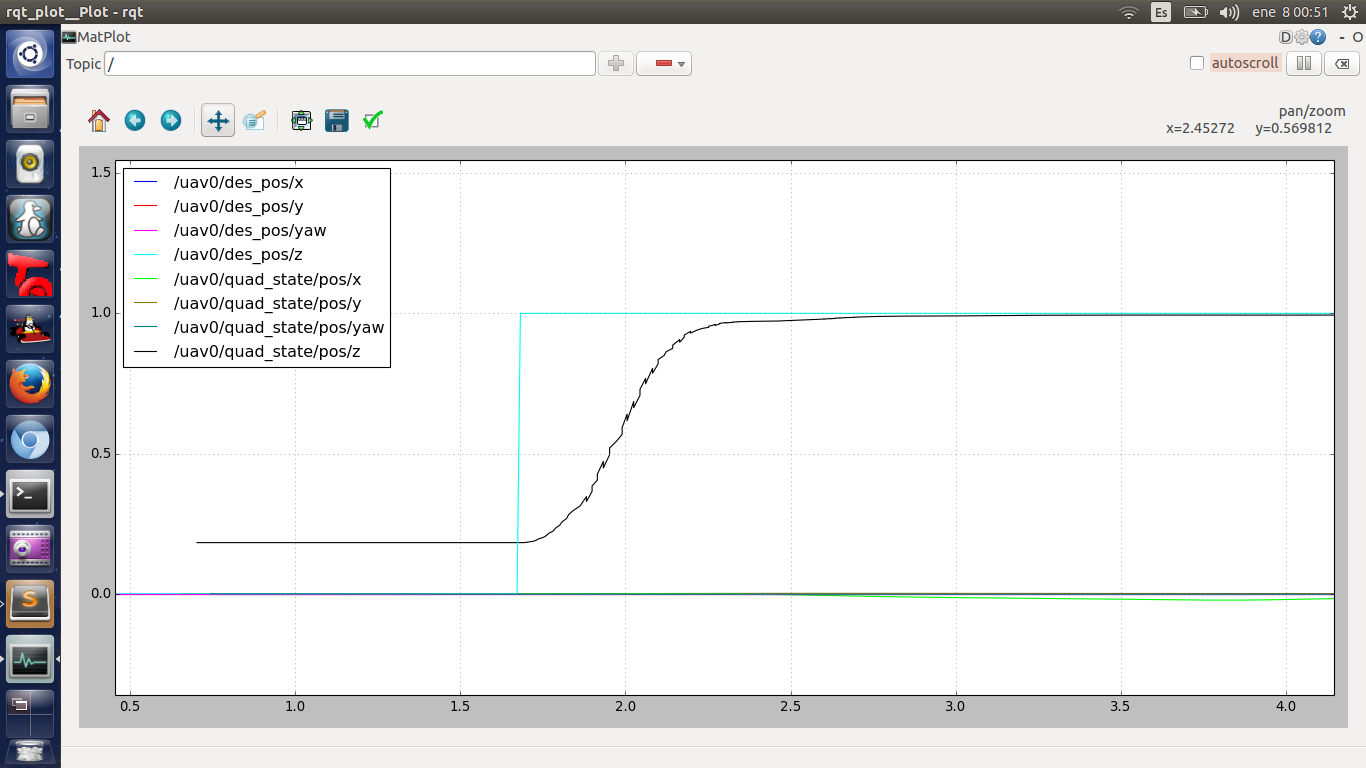 rqt_plot__Plot - rqt
Es
ene 8 00:51
MatPlot
D
- O
Topic /
autoscroll
pan/zoom
x=2.45272 y=0.569812
1.5
/uav0/des_pos/x
/uav0/des_pos/y
/uav0/des_pos/yaw
/uav0/des_pos/z
/uav0/quad_state/pos/x
/uav0/quad_state/pos/y
/uav0/quad_state/pos/yaw
/uav0/quad_state/pos/z
1.0
0.5
0.0
0.5 1.0 1.5 2.0 2.5 3.0 3.5 4.0